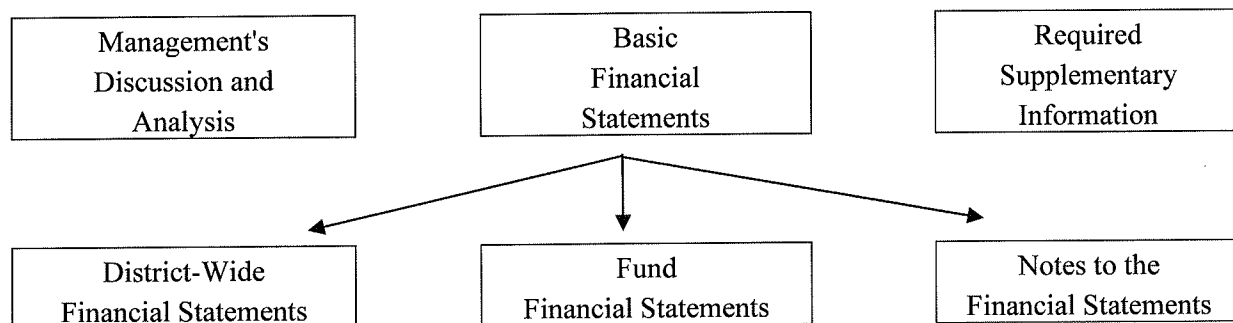 Management's
Discussion and
Analysis
Basic
Financial
Statements
Required
Supplementary
Information
District-Wide
Financial Statements
Fund
Financial Statements
Notes to the
Financial Statements